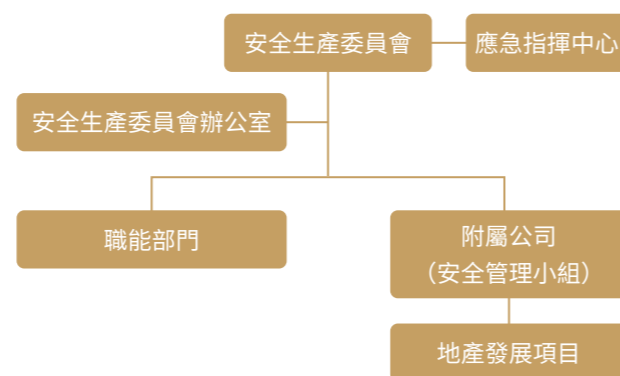 安全生產委員會
應急指揮中心
安全生產委員會辦公室
職能部門
附屬公司
（安全管理小組）
地產發展項目